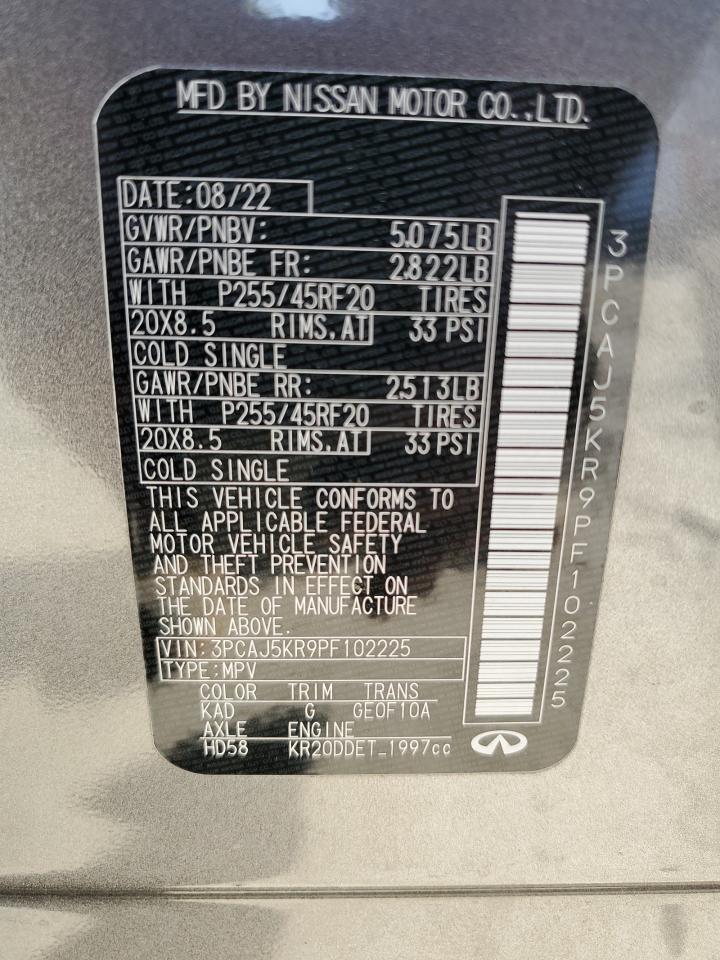 MFD BY NISSAN MOTOR CO.,LTD.
DATE:08/22
GVWR/PNBV: 5075LB
GAWR/PNBE FR: 2822LB
WITH P255/45RF20 TIRES
20X8.5 RIMS,AT 33 PSI
COLD SINGLE
GAWR/PNBE RR: 2513LB
WITH P255/45RF20 TIRES
20X8.5 RIMS,AT 33 PSI
COLD SINGLE
THIS VEHICLE CONFORMS TO
ALL APPLICABLE FEDERAL
MOTOR VEHICLE SAFETY
AND THEFT PREVENTION
STANDARDS IN EFFECT ON
THE DATE OF MANUFACTURE
SHOWN ABOVE.
VIN:3PCAJ5KR9PF102225
TYPE:MPV
COLOR TRIM TRANS
KAD G GE0F10A
AXLE ENGINE
HD58 KR20DDET_1997cc
3PCAJ5KR9PF102225